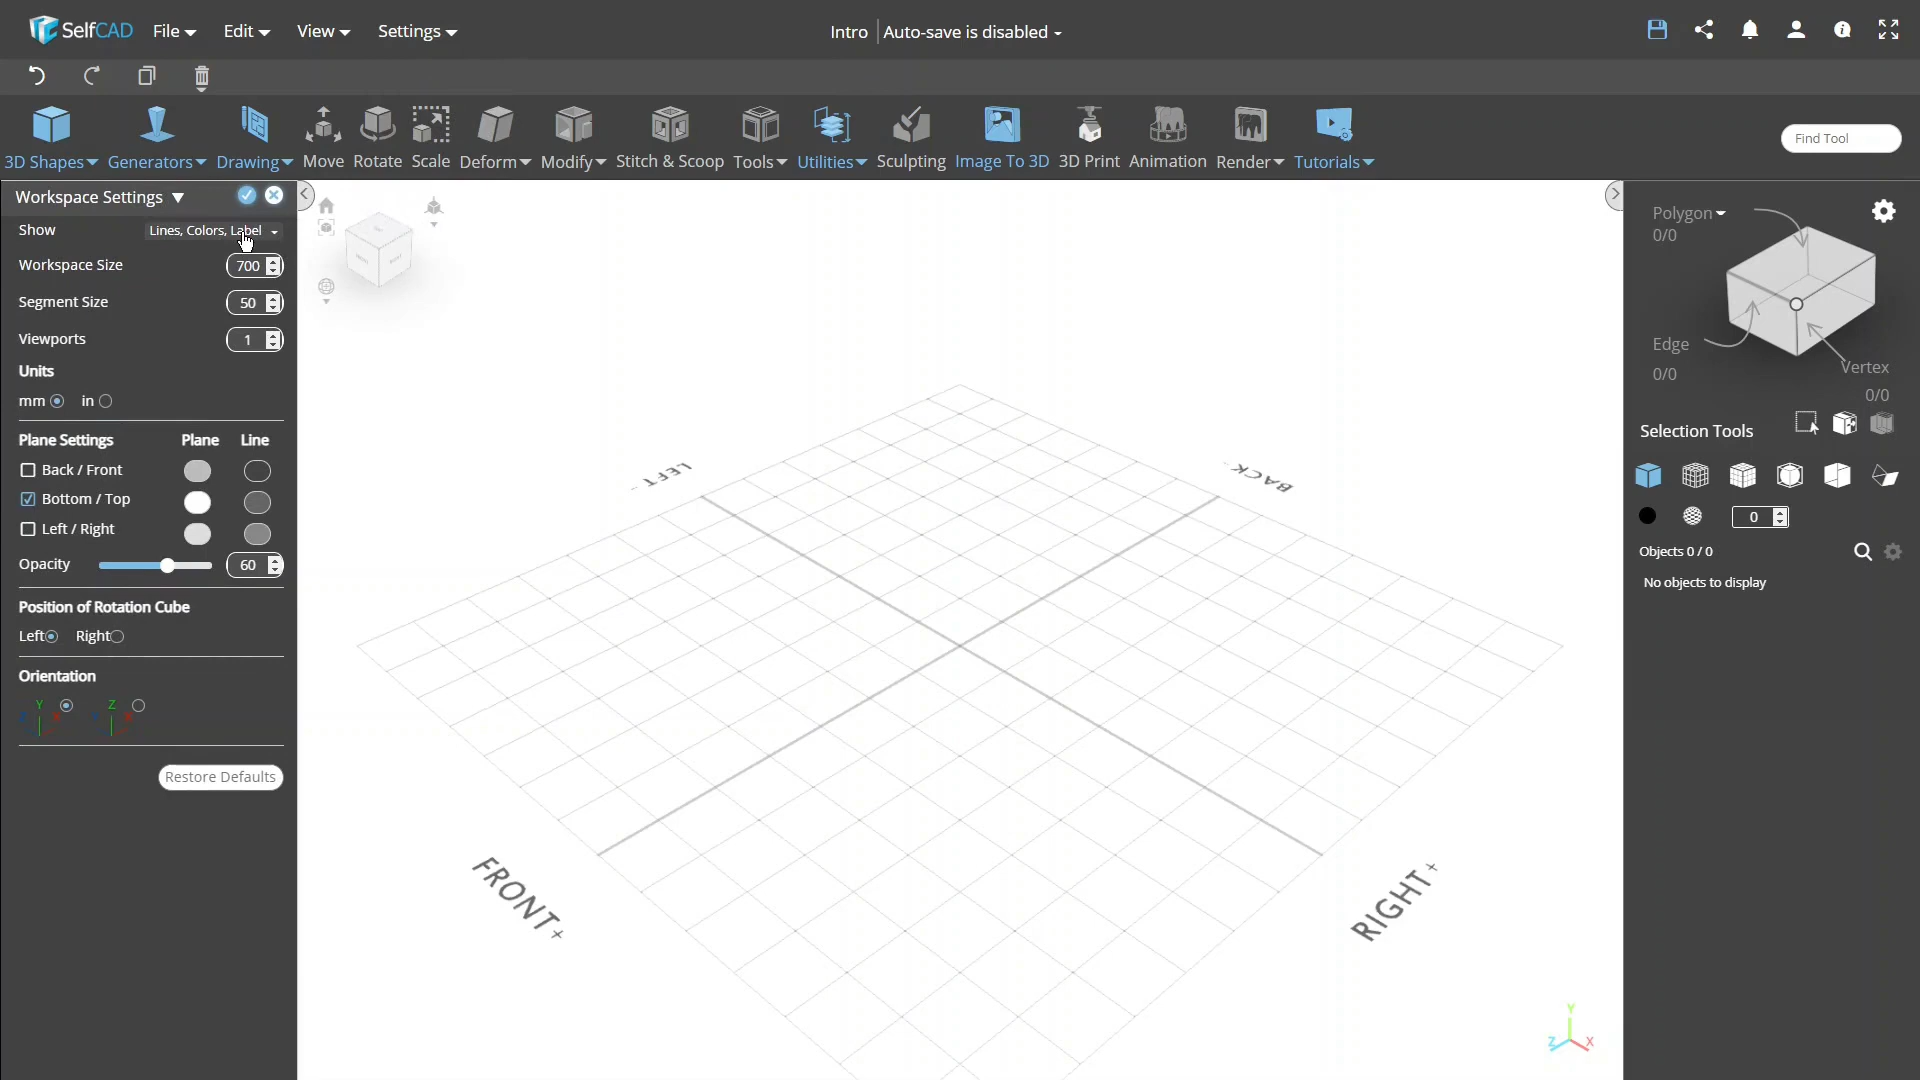 SelfCAD File Edit View Settings Intro Auto-save is disabled
3D Shapes Generators Drawing Move Rotate Scale Deform Modify Stitch & Scoop Tools Utilities Sculpting Image To 3D 3D Print Animation Render Tutorials Find Tool
Workspace Settings
Show Lines, Colors, Label
Workspace Size 700
Segment Size 50
Viewports 1
Units
mm in
Plane Settings Plane Line
Back / Front
Bottom / Top
Left / Right
Opacity 60
Position of Rotation Cube
Left Right
Orientation
Y Z
Restore Defaults
LEFT -
BACK -
FRONT+
RIGHT+
Y
Z X
Polygon
0/0
Edge
0/0
Vertex
0/0
Selection Tools
0
Objects 0 / 0
No objects to display